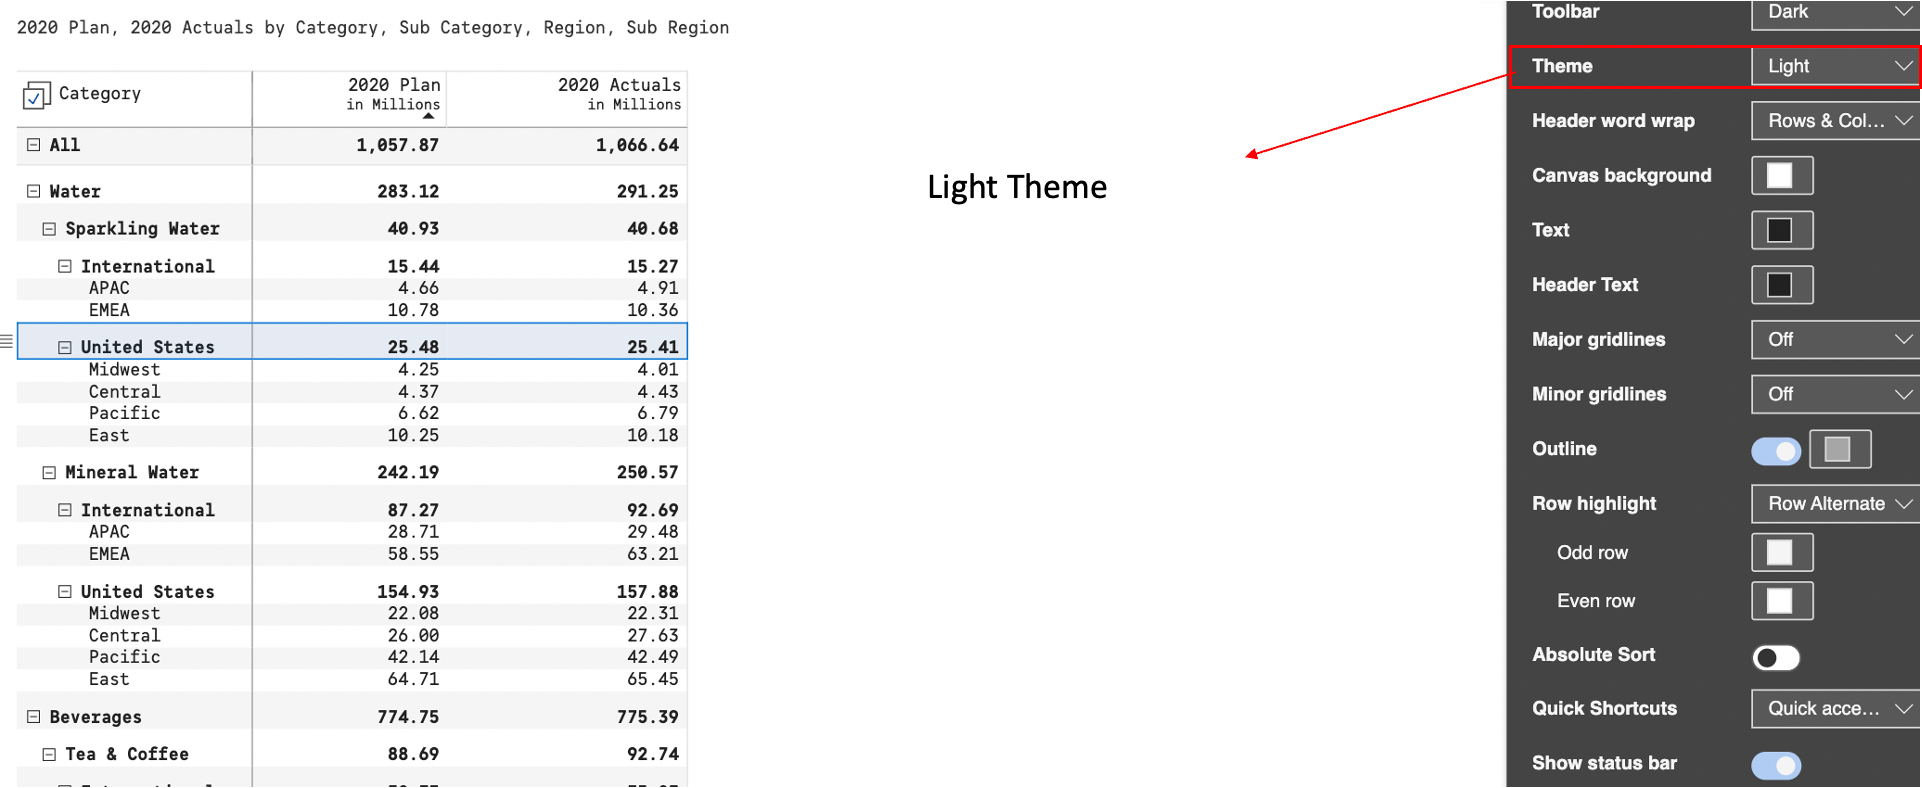 2020 Plan, 2020 Actuals by Category, Sub Category, Region, Sub Region
Category 2020 Plan in Millions 2020 Actuals in Millions
All 1,057.87 1,066.64
Water 283.12 291.25
Sparkling Water 40.93 40.68
International 15.44 15.27
APAC 4.66 4.91
EMEA 10.78 10.36
United States 25.48 25.41
Midwest 4.25 4.01
Central 4.37 4.43
Pacific 6.62 6.79
East 10.25 10.18
Mineral Water 242.19 250.57
International 87.27 92.69
APAC 28.71 29.48
EMEA 58.55 63.21
United States 154.93 157.88
Midwest 22.08 22.31
Central 26.00 27.63
Pacific 42.14 42.49
East 64.71 65.45
Beverages 774.75 775.39
Tea & Coffee 88.69 92.74
Light Theme
Toolbar Dark
Theme Light
Header word wrap Rows & Col...
Canvas background
Text
Header Text
Major gridlines Off
Minor gridlines Off
Outline
Row highlight Row Alternate
Odd row
Even row
Absolute Sort
Quick Shortcuts Quick acce...
Show status bar